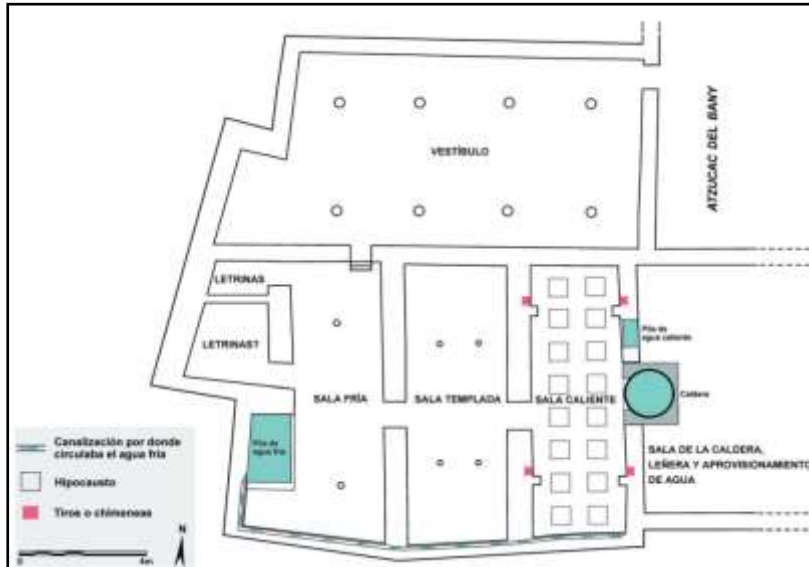 ATZUCAC DEL BANY
VESTÍBULO
LETRINAS
LETRINAS?
SALA FRÍA
SALA TEMPLADA
SALA CALIENTE
Pila de
agua caliente
Caldera
Pila de
agua fría
SALA DE LA CALDERA,
LEÑERA Y APROVISIONAMIENTO
DE AGUA
Canalización por donde
circulaba el agua fría
Hipocausto
Tiros o chimeneas
N
0 4m